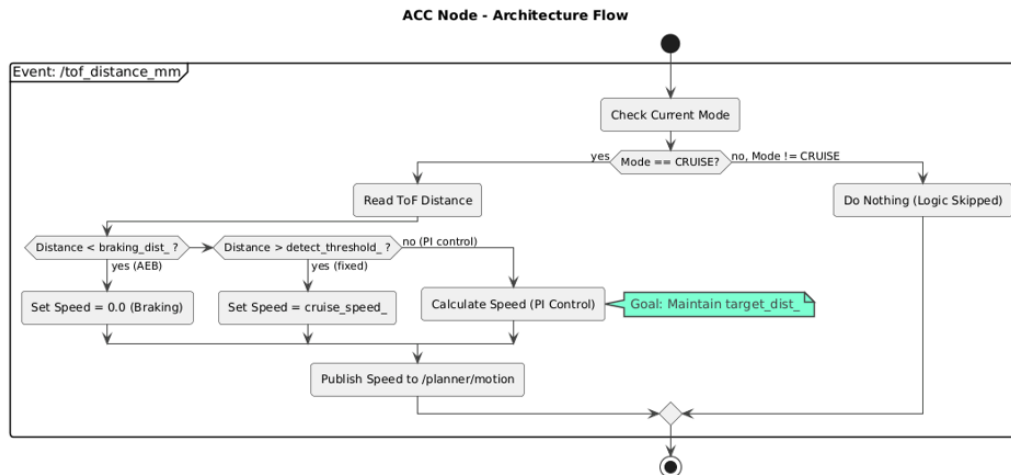 ACC Node - Architecture Flow
Event: /tof_distance_mm
Check Current Mode
yes
Mode == CRUISE?
no, Mode != CRUISE
Read ToF Distance
Do Nothing (Logic Skipped)
Distance < braking_dist_ ?
Distance > detect_threshold_ ?
no (PI control)
yes (AEB)
yes (fixed)
Set Speed = 0.0 (Braking)
Set Speed = cruise_speed_
Calculate Speed (PI Control)
Goal: Maintain target_dist_
Publish Speed to /planner/motion